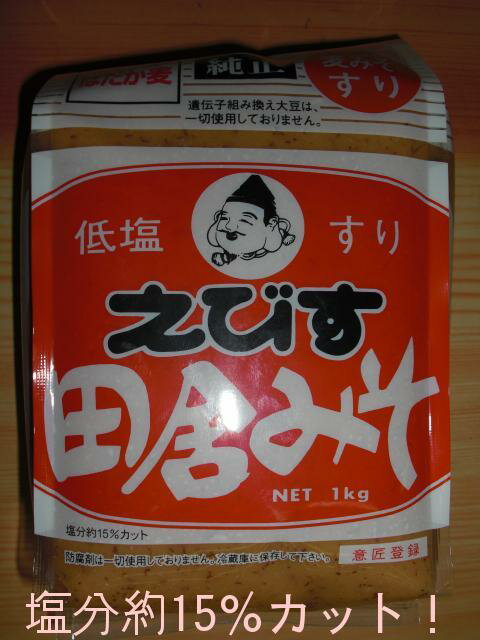 はだか麦
純正
麦みそ
すり
遺伝子組み換え大豆は、
一切使用しておりません。
低塩
すり
えびす
田舎みそ
NET 1kg
塩分約15%カット
防腐剤は一切使用しておりません。冷蔵庫に保存して下さい。
意匠登録
塩分約15%カット！